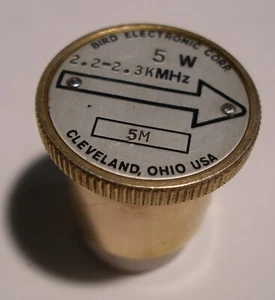 BIRD ELECTRONIC CORP.
5 W
2.2-2.3KMHz
5M
CLEVELAND, OHIO USA